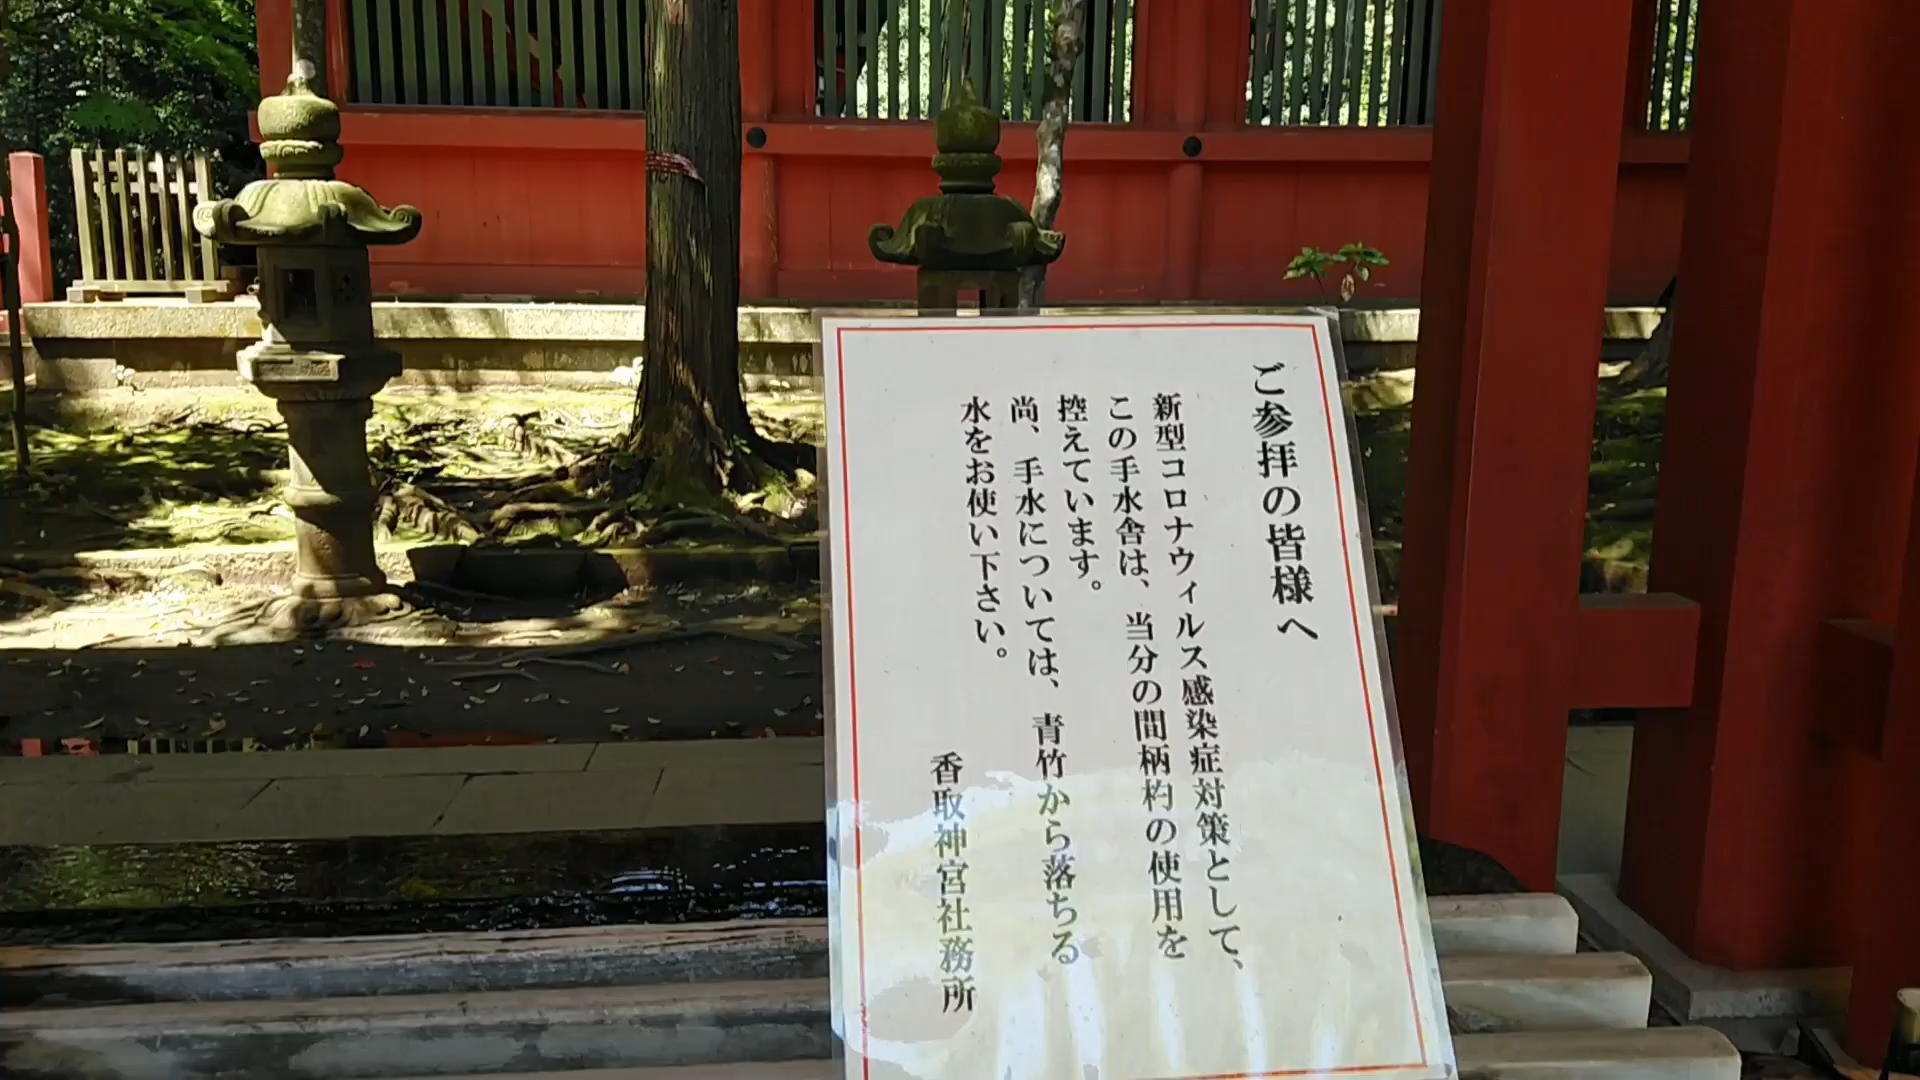 ご参拝の皆様へ
新型コロナウィルス感染症対策として、
この手水舎は、当分の間柄杓の使用を
控えています。
尚、手水については、青竹から落ちる
水をお使い下さい。
香取神宮社務所